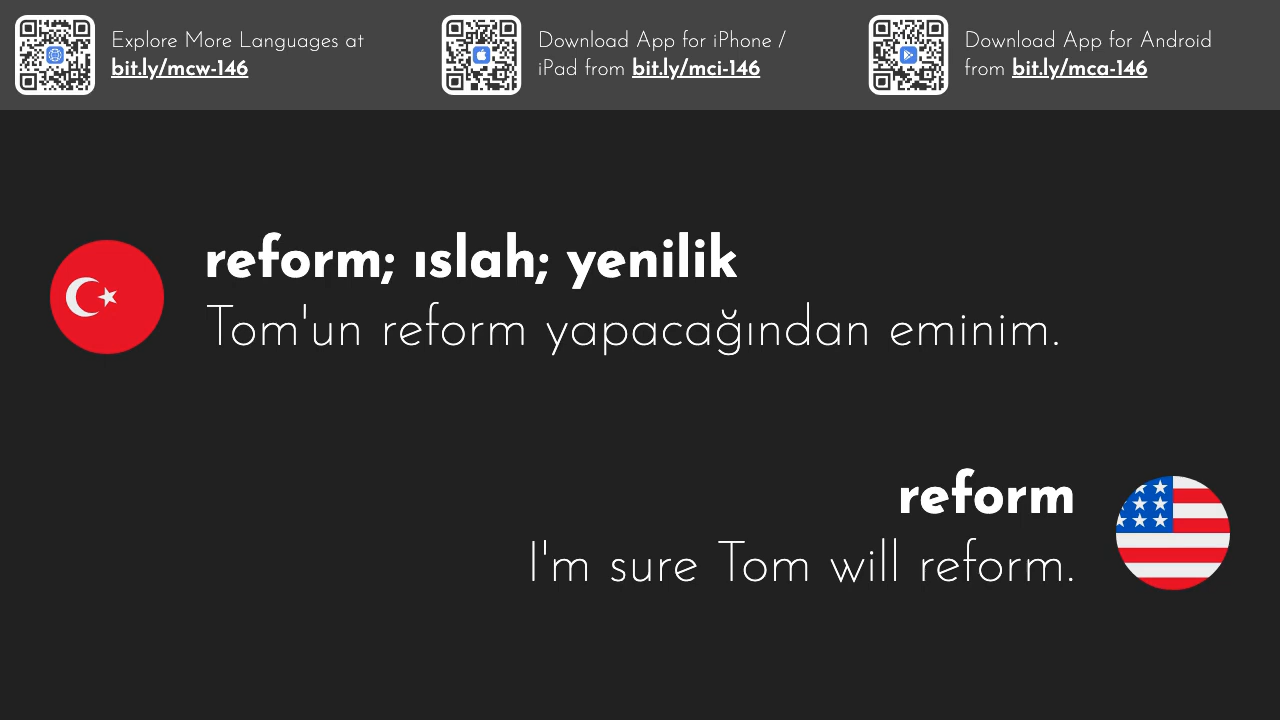 Explore More Languages at
bit.ly/mcw-146
Download App for iPhone /
iPad from bit.ly/mci-146
Download App for Android
from bit.ly/mca-146
reform; ıslah; yenilik
Tom'un reform yapacağından eminim.
reform
I'm sure Tom will reform.